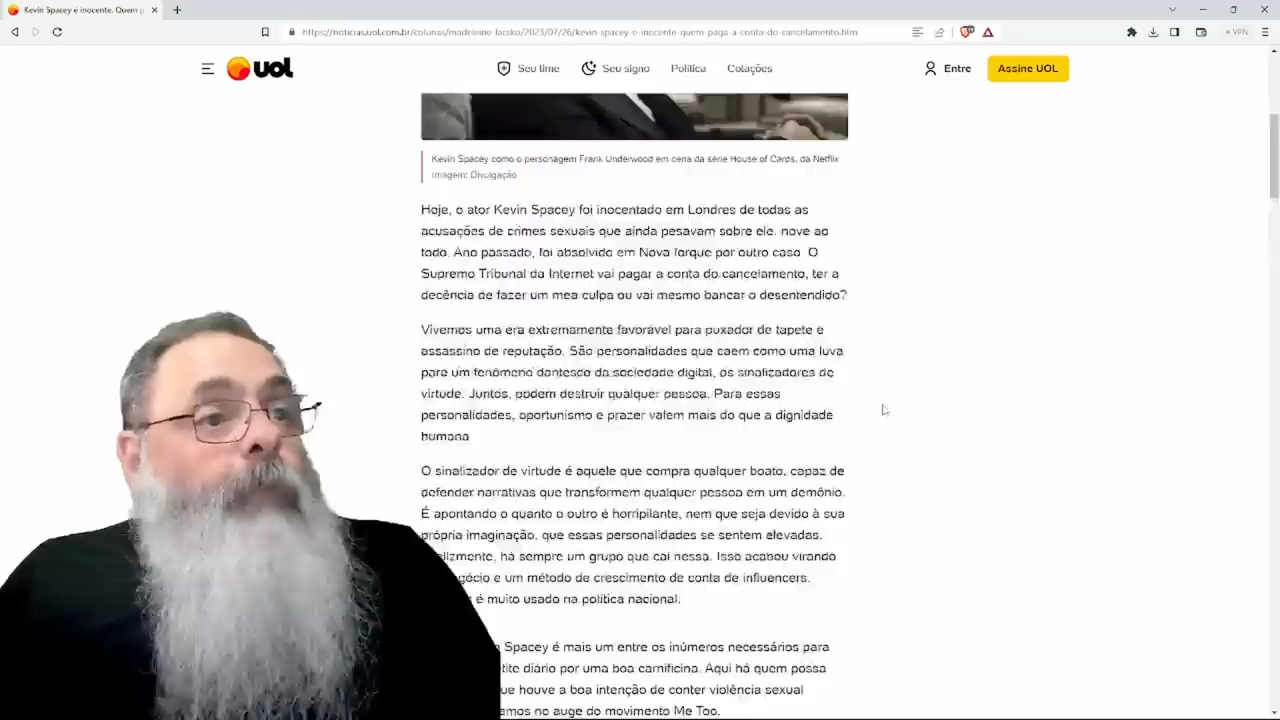 Kevin Spacey é inocente. Quem p
https://noticias.uol.com.br/colunas/madeleine-lacsko/2023/07/26/kevin-spacey-e-inocente-quem-paga-a-conta-do-cancelamento.htm
VPN
UOL
Seu time
Seu signo
Política
Cotações
Entre
Assine UOL
Kevin Spacey como o personagem Frank Underwood em cena da série House of Cards, da Netflix
Imagem: Divulgação
Hoje, o ator Kevin Spacey foi inocentado em Londres de todas as
acusações de crimes sexuais que ainda pesavam sobre ele, nove ao
todo. Ano passado, foi absolvido em Nova Iorque por outro caso. O
Supremo Tribunal da Internet vai pagar a conta do cancelamento, ter a
decência de fazer um mea culpa ou vai mesmo bancar o desentendido?
Vivemos uma era extremamente favorável para puxador de tapete e
assassino de reputação. São personalidades que caem como uma luva
para um fenômeno dantesco da sociedade digital, os sinalizadores de
virtude. Juntos, podem destruir qualquer pessoa. Para essas
personalidades, oportunismo e prazer valem mais do que a dignidade
humana.
O sinalizador de virtude é aquele que compra qualquer boato, capaz de
defender narrativas que transformem qualquer pessoa em um demônio.
É apontando o quanto o outro é horripilante, nem que seja devido à sua
própria imaginação, que essas personalidades se sentem elevadas.
elizmente, há sempre um grupo que cai nessa. Isso acabou virando
gócio e um método de crescimento de conta de influencers.
é muito usado na política nacional.
Spacey é mais um entre os inúmeros necessários para
tite diário por uma boa carnificina. Aqui há quem possa
que houve a boa intenção de conter violência sexual
amos no auge do movimento Me Too.